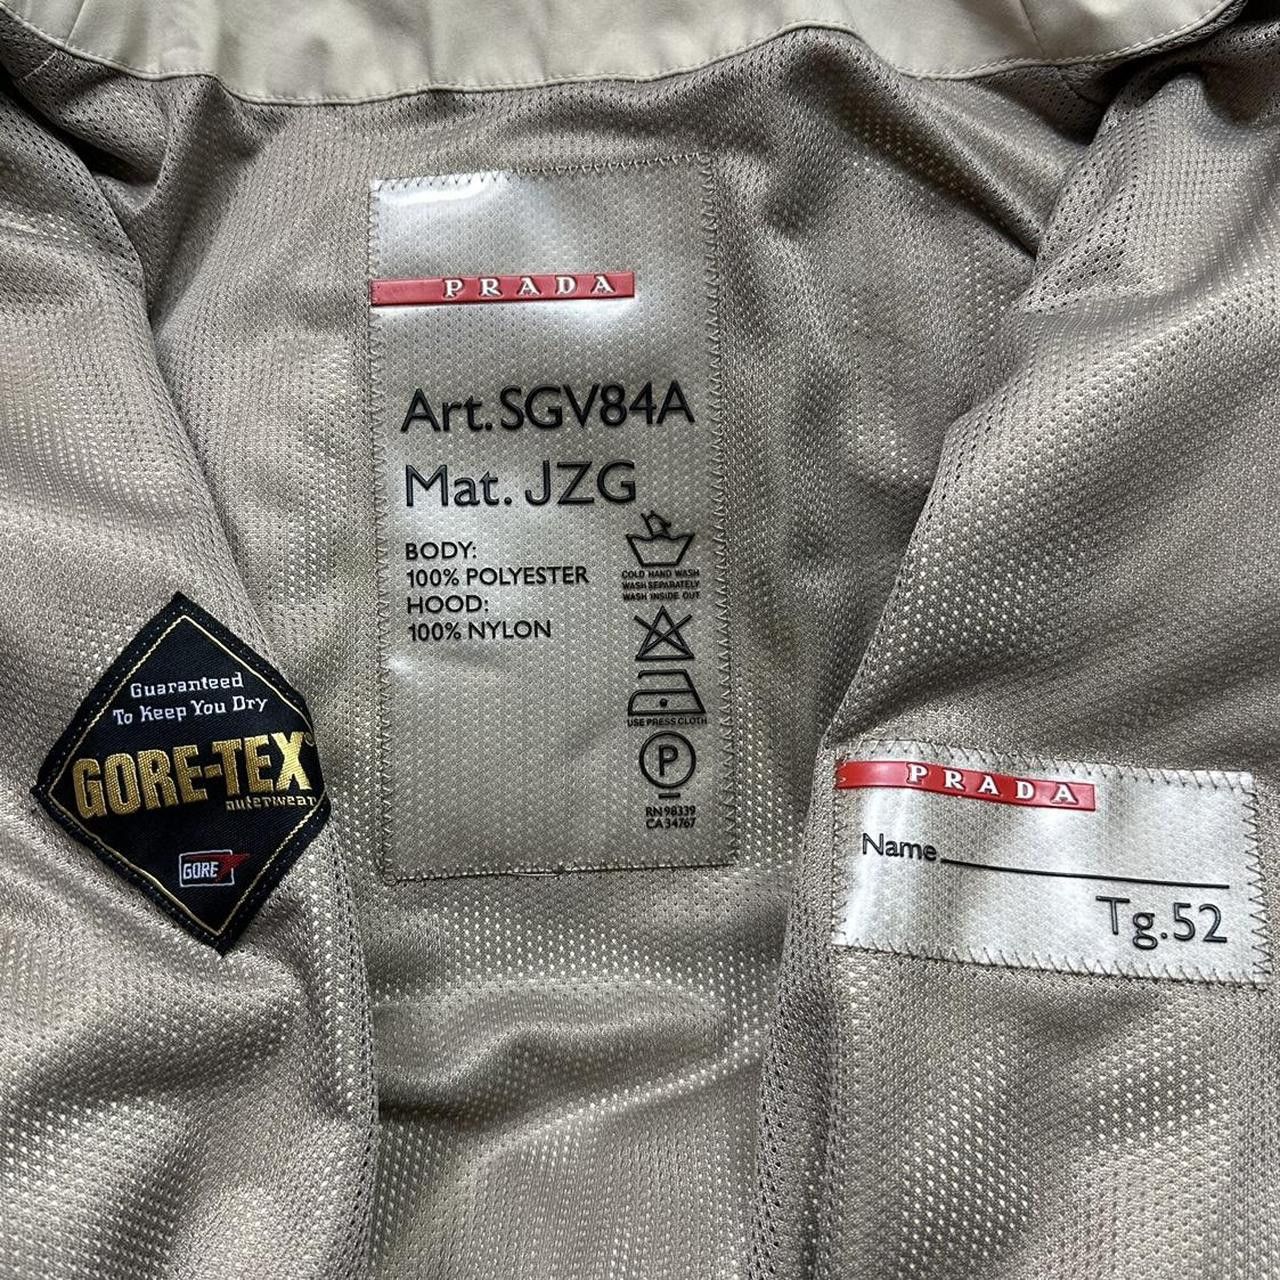 PRADA
Art. SGV84A
Mat. JZG
BODY:
100% POLYESTER
HOOD:
100% NYLON
COLD HAND WASH
WASH SEPARATELY
WASH INSIDE OUT
USE PRESS CLOTH
P
RN 98339
CA 34767
Guaranteed
To Keep You Dry
GORE-TEX®
outerwear
GORE
PRADA
Name
Tg.52